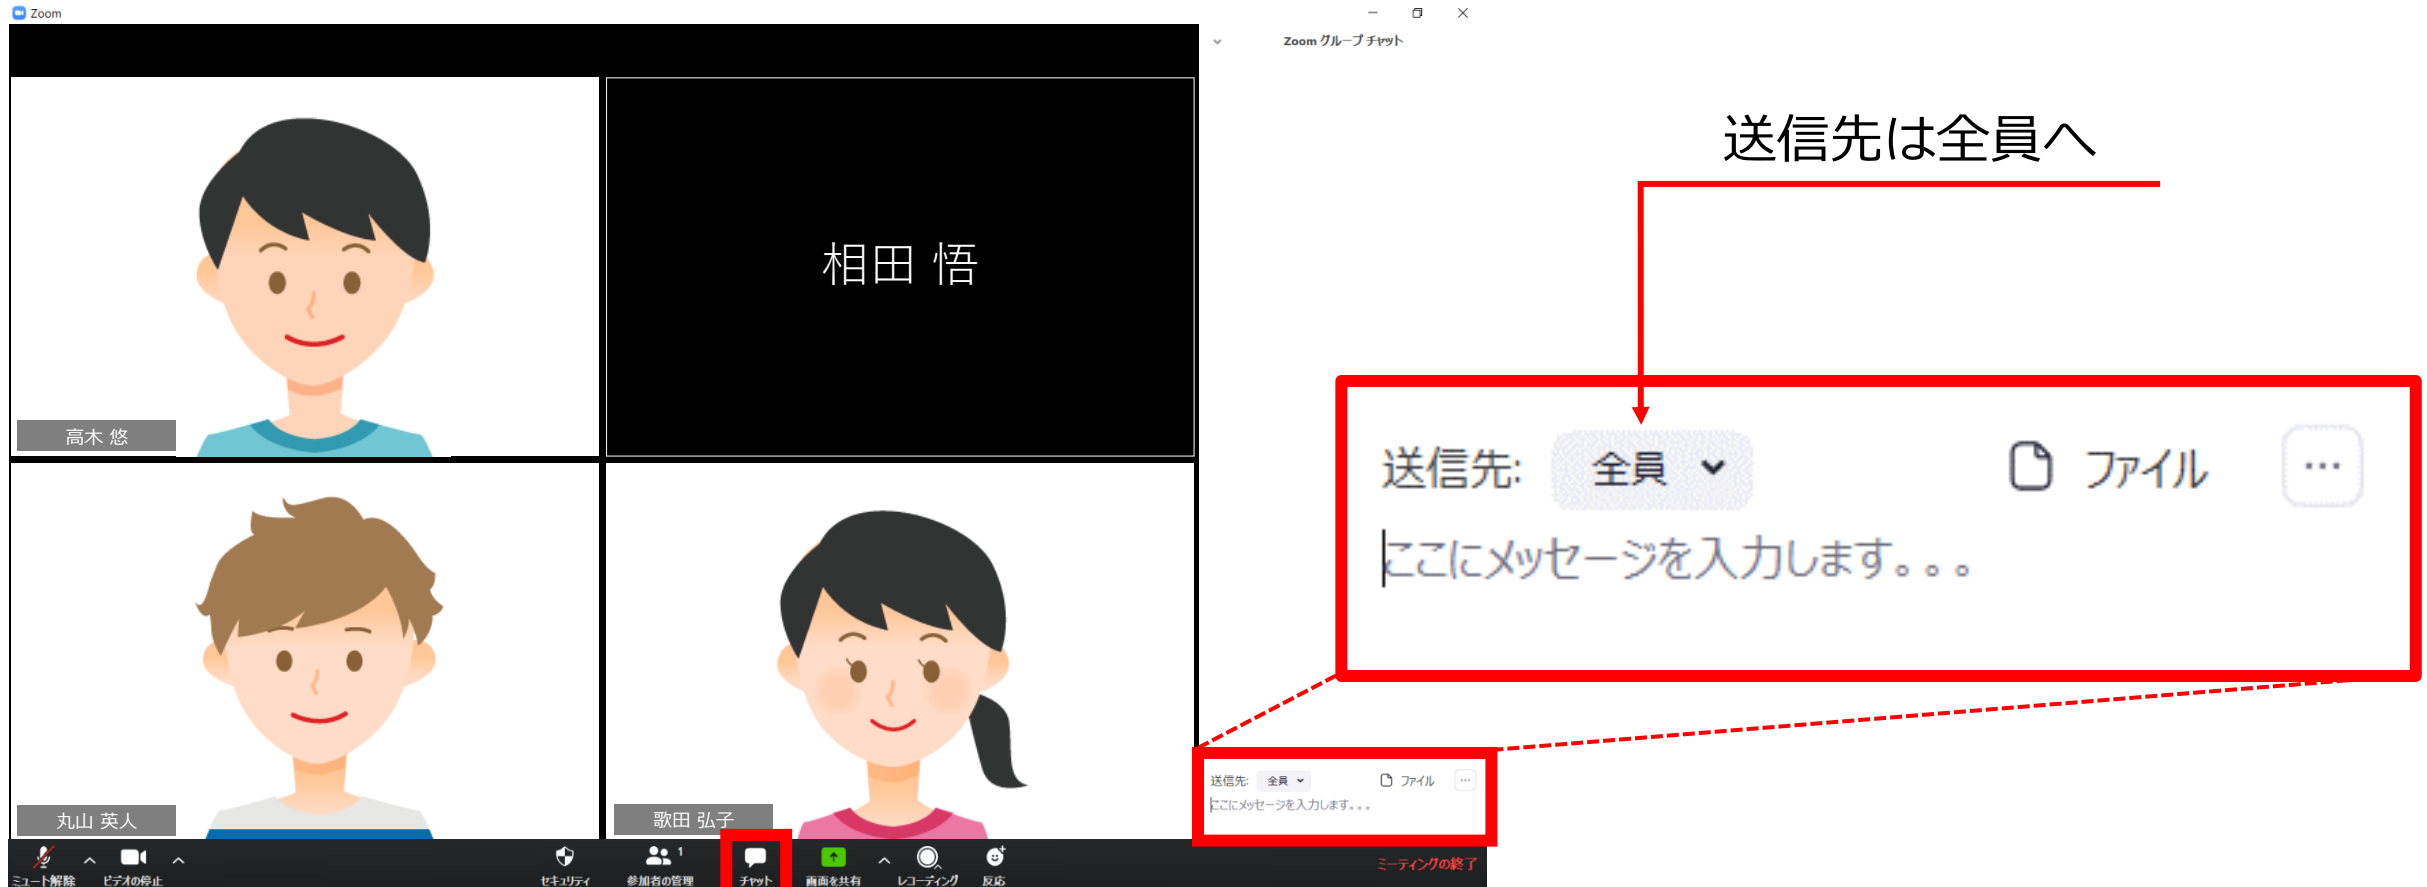 Zoom
Zoom グループ チャット
送信先は全員へ
相田 悟
高木 悠
送信先: 全員 ファイル ...
ここにメッセージを入力します。。。
丸山 英人
歌田 弘子
送信先: 全員 ファイル ...
ここにメッセージを入力します。。。
ミュート解除 ビデオの停止 セキュリティ 参加者の管理 1 チャット 画面を共有 レコーディング 反応 ミーティングの終了